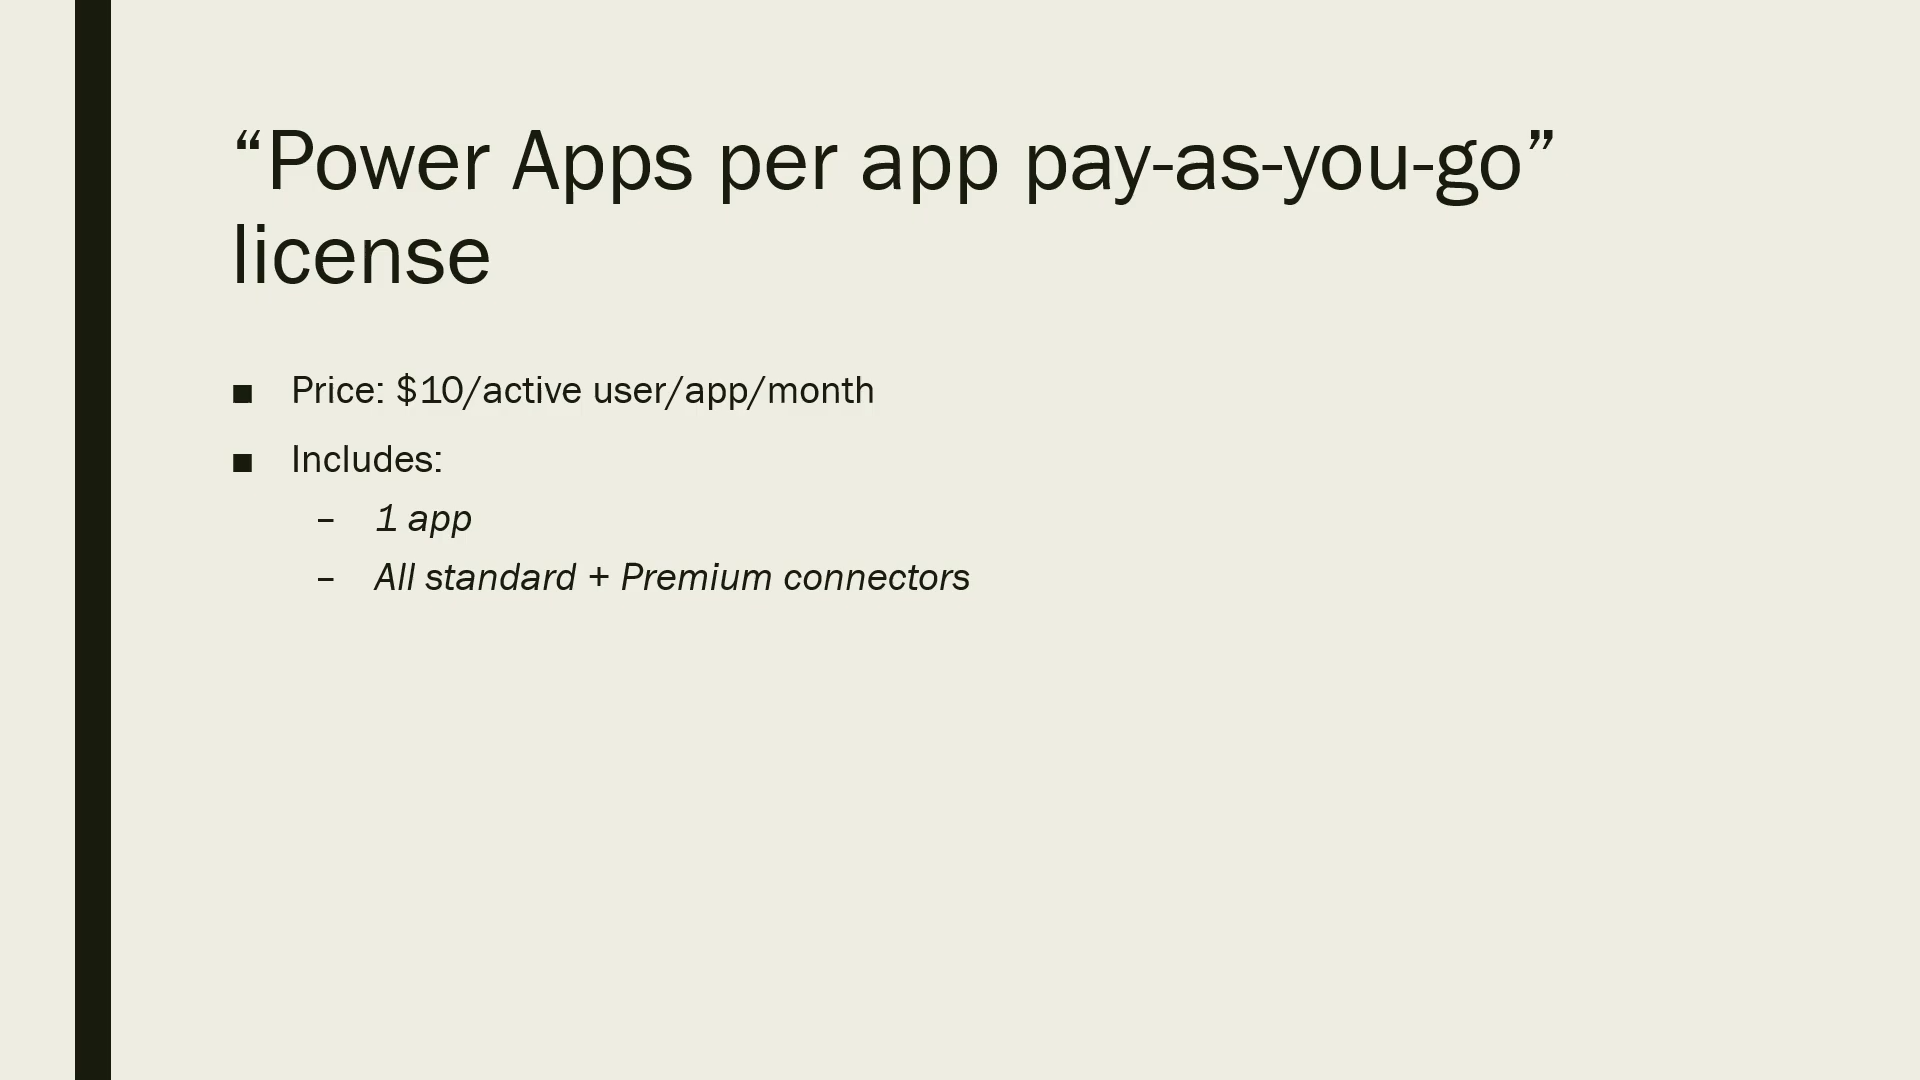 “Power Apps per app pay-as-you-go”
license
■ Price: $10/active user/app/month
■ Includes:
– 1 app
– All standard + Premium connectors